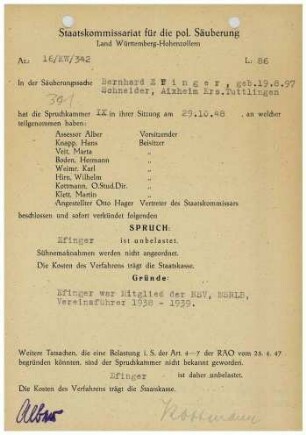 Staatskommissariat für die pol. Säuberung
Land Württemberg-Hohenzollern
Az.: 16/KW/342
L. 86
In der Säuberungssache Bernhard Efinger, geb.19.8.97
Schneider, Aixheim Krs.Tuttlingen
hat die Spruchkammer IX in ihrer Sitzung am 29.10.48, an welcher
teilgenommen haben:
Assessor Alber Vorsitzender
Knapp, Hans Beisitzer
Veit, Marta "
Boden, Hermann "
Weimer, Karl "
Hirn, Wilhelm "
Kottmann, O.Stud.Dir. "
Klett, Martin "
Angestellter Otto Hager Vertreter des Staatskommissars
beschlossen und sofort verkündet folgenden
SPRUCH:
Efinger
ist unbelastet.
Sühnemaßnahmen werden nicht angeordnet.
Die Kosten des Verfahrens trägt die Staatskasse.
Gründe:
Efinger war Mitglied der NSV, NSRLB,
Vereinsführer 1938 - 1939.
Weitere Tatsachen, die eine Belastung i. S. der Art. 4—7 der RAO vom 24. 4. 47
begründen könnten, sind der Spruchkammer nicht bekannt geworden.
Efinger ist daher unbelastet.
Die Kosten des Verfahrens trägt die Staatskasse.
Alber
Kottmann